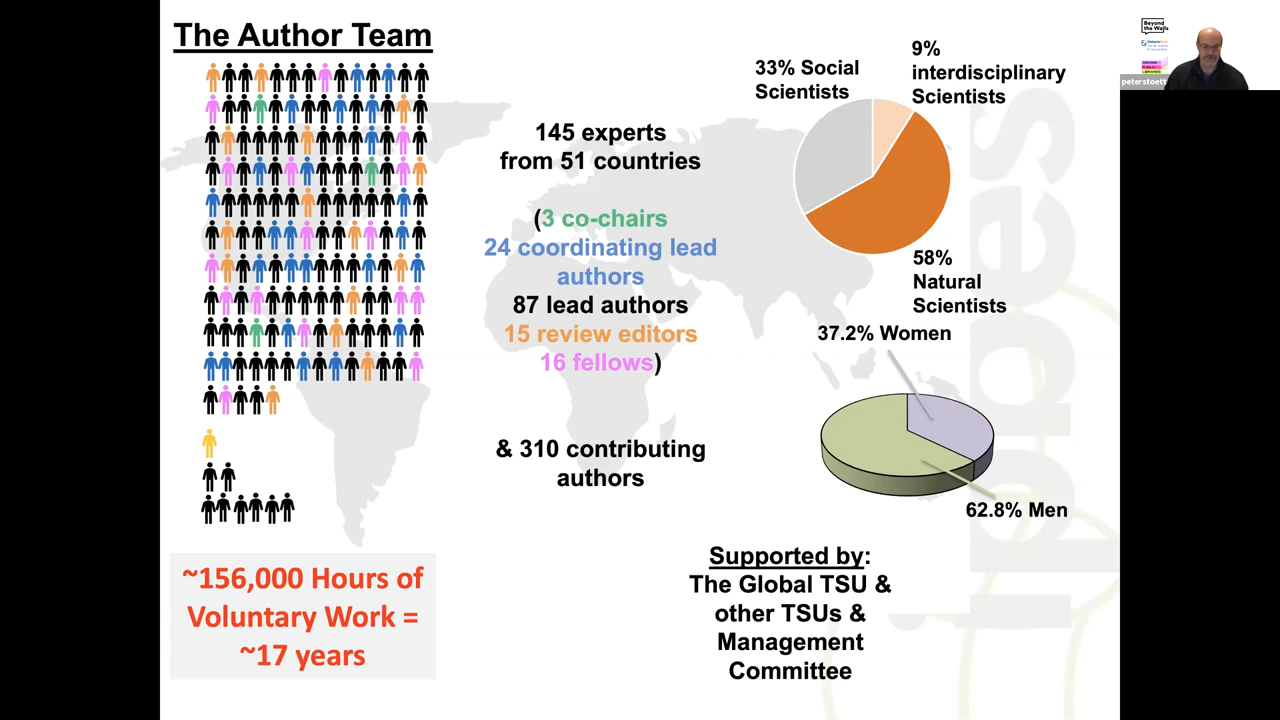 The Author Team
145 experts
from 51 countries
(3 co-chairs
24 coordinating lead
authors
87 lead authors
15 review editors
16 fellows)
& 310 contributing
authors
~156,000 Hours of
Voluntary Work =
~17 years
33% Social
Scientists
9%
interdisciplinary
Scientists
58%
Natural
Scientists
37.2% Women
62.8% Men
Supported by:
The Global TSU &
other TSUs &
Management
Committee
ipbes
Beyond
the Walls
peterstoett